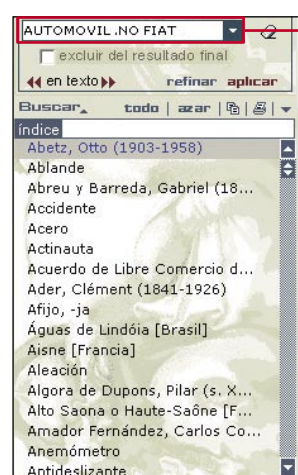 AUTOMOVIL .NO FIAT
excluir del resultado final
en texto refinar aplicar
Buscar todo | azar
índice
Abetz, Otto (1903-1958)
Ablande
Abreu y Barreda, Gabriel (18...
Accidente
Acero
Actinauta
Acuerdo de Libre Comercio d...
Ader, Clément (1841-1926)
Afijo, -ja
Águas de Lindóia [Brasil]
Aisne [Francia]
Aleación
Algora de Dupons, Pilar (s. X...
Alto Saona o Haute-Saône [F...
Amador Fernández, Carlos Co...
Anemómetro
Antideslizante